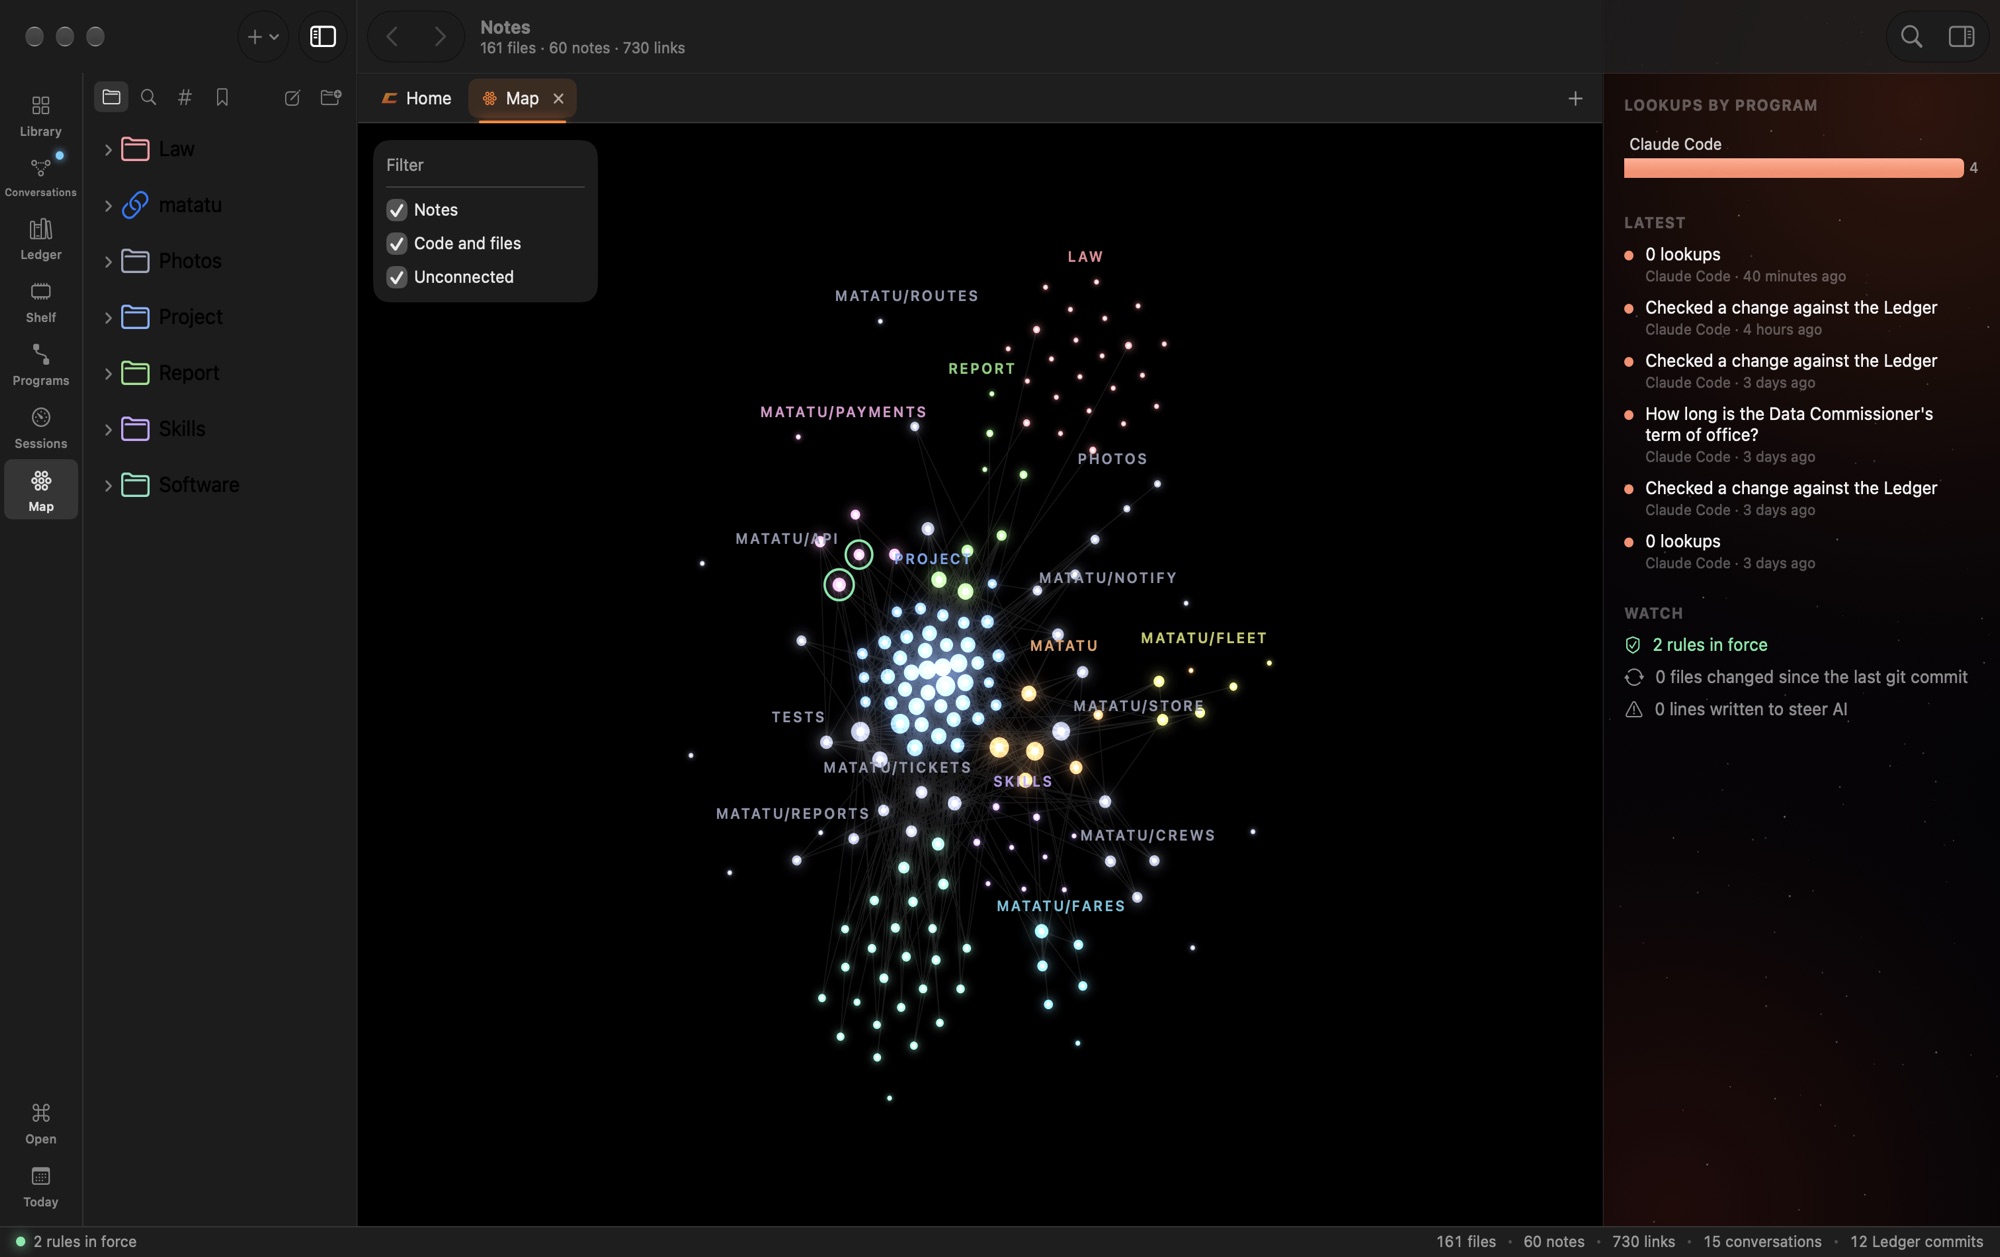 Notes
161 files · 60 notes · 730 links
Library
Conversations
Ledger
Shelf
Programs
Sessions
Map
Open
Today
Law
matatu
Photos
Project
Report
Skills
Software
Home
Map
Filter
Notes
Code and files
Unconnected
LAW
MATATU/ROUTES
REPORT
MATATU/PAYMENTS
PHOTOS
MATATU/API
PROJECT
MATATU/NOTIFY
MATATU/FLEET
MATATU
MATATU/STORE
TESTS
MATATU/TICKETS
SKILLS
MATATU/REPORTS
MATATU/CREWS
MATATU/FARES
LOOKUPS BY PROGRAM
Claude Code
4
LATEST
0 lookups
Claude Code · 40 minutes ago
Checked a change against the Ledger
Claude Code · 4 hours ago
Checked a change against the Ledger
Claude Code · 3 days ago
How long is the Data Commissioner's
term of office?
Claude Code · 3 days ago
Checked a change against the Ledger
Claude Code · 3 days ago
0 lookups
Claude Code · 3 days ago
WATCH
2 rules in force
0 files changed since the last git commit
0 lines written to steer AI
2 rules in force
161 files · 60 notes · 730 links · 15 conversations · 12 Ledger commits